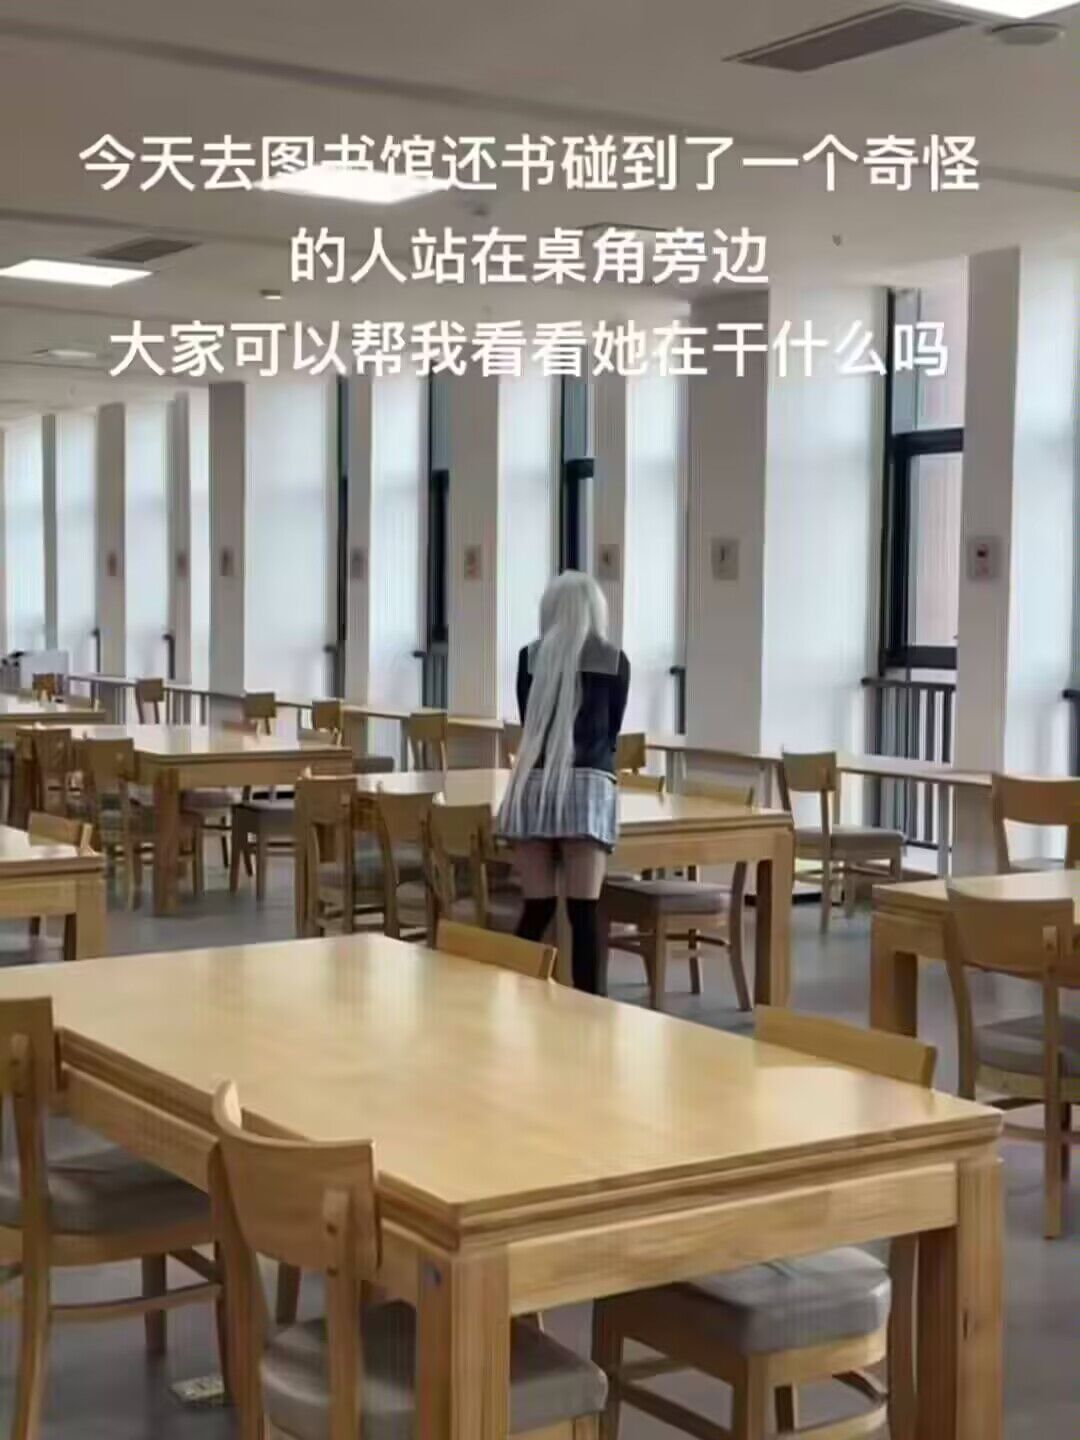 今天去图书馆还书碰到了一个奇怪
的人站在桌角旁边
大家可以帮我看看她在干什么吗